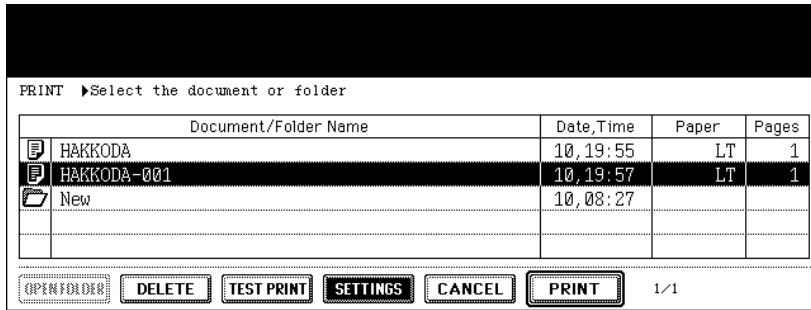 PRINT ▶Select the document or folder
Document/Folder Name Date,Time Paper Pages
HAKKODA 10,19:55 LT 1
HAKKODA-001 10,19:57 LT 1
New 10,08:27
OPEN FOLDER DELETE TEST PRINT SETTINGS CANCEL PRINT 1/1